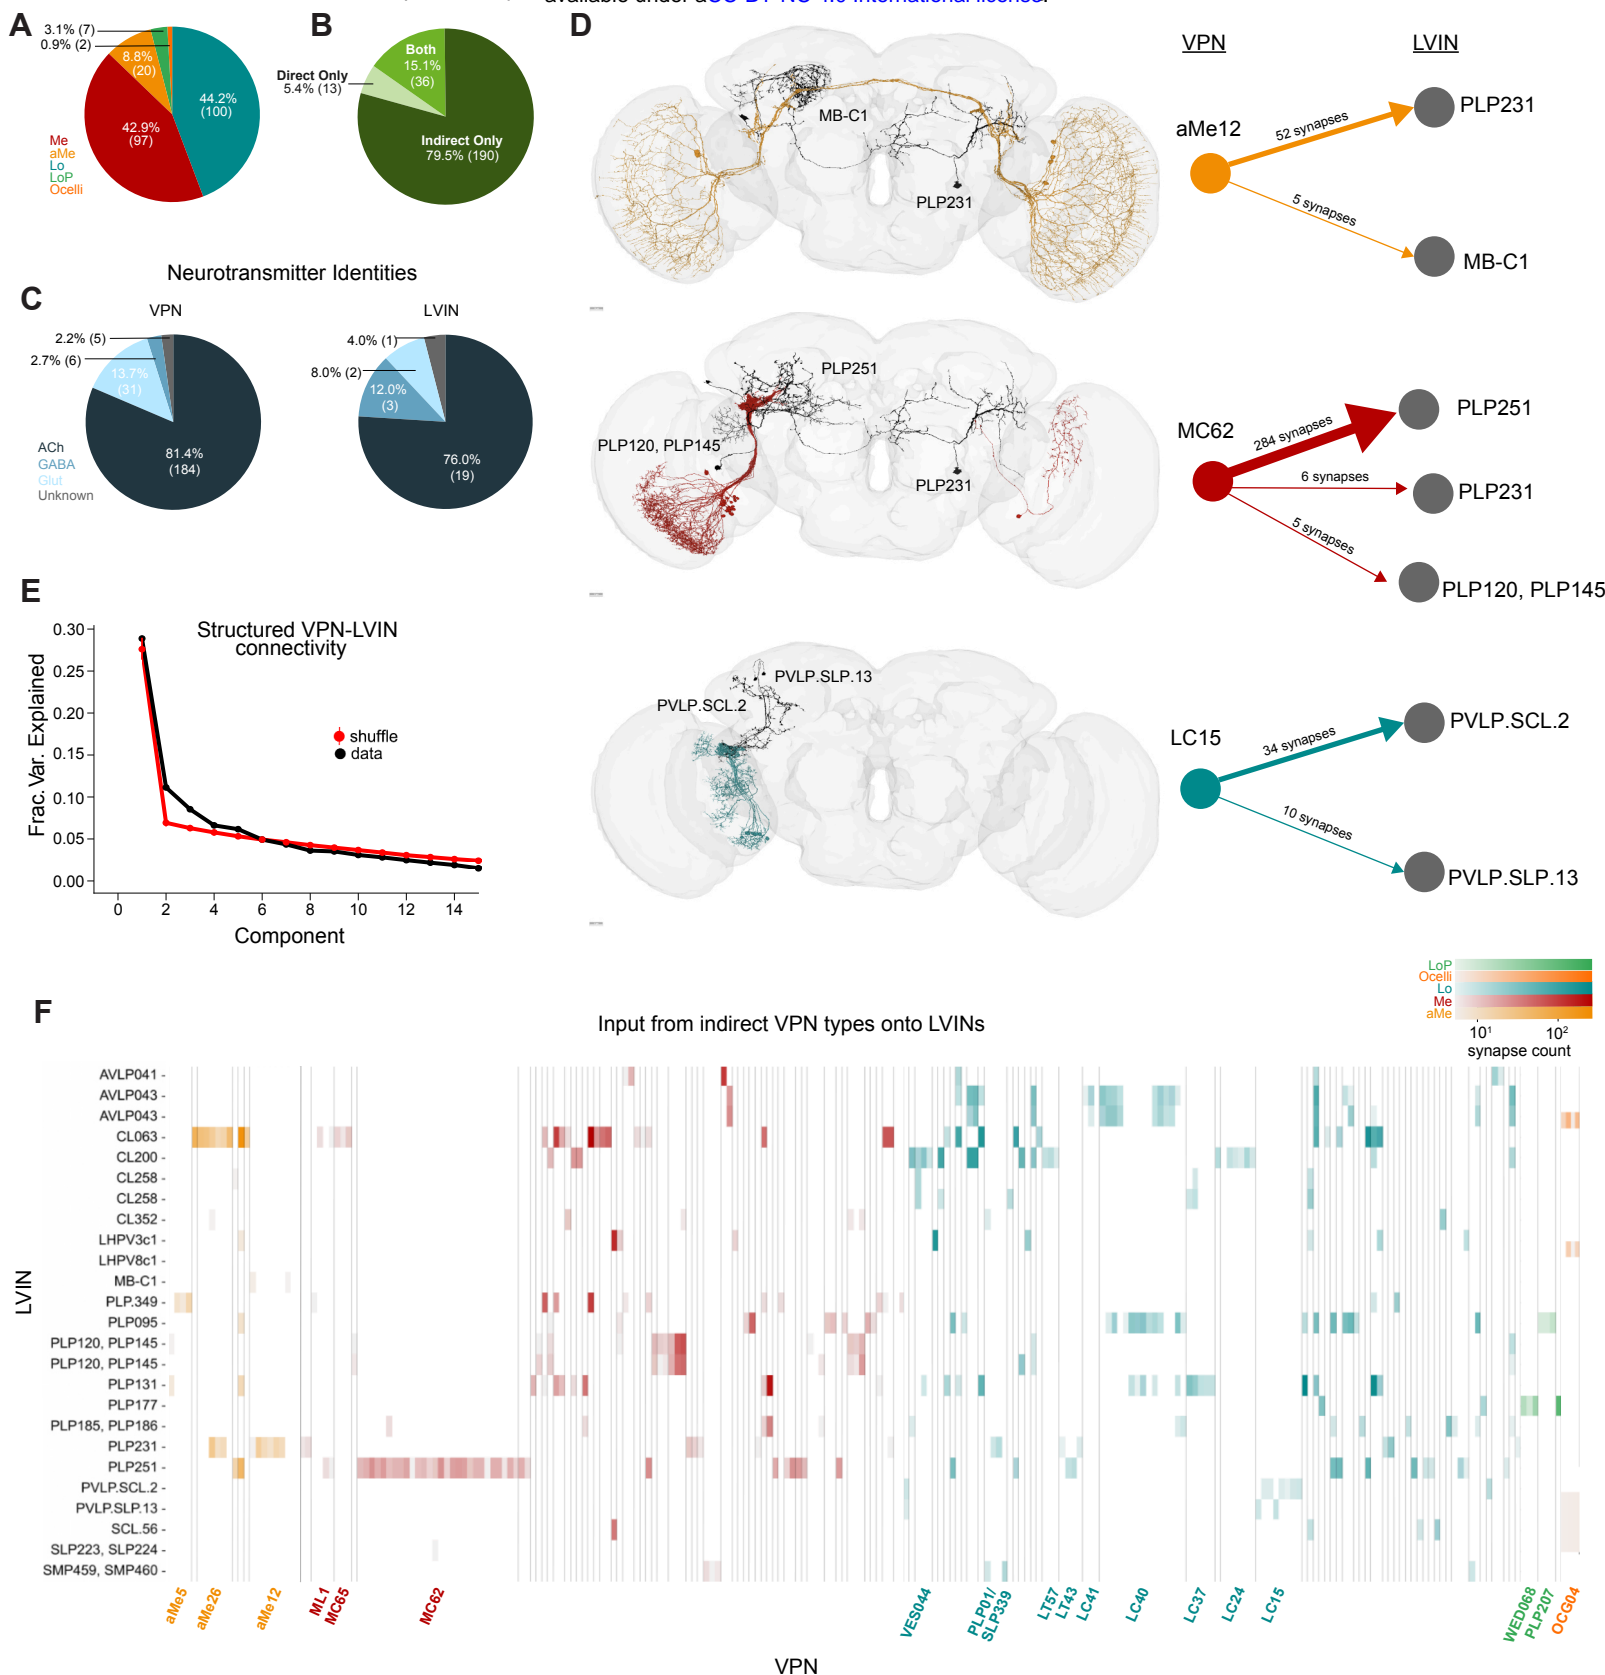 available under aCC-BY-NC 4.0 International license.
A
3.1% (7)
0.9% (2)
8.8%
(20)
44.2%
(100)
42.9%
(97)
Me
aMe
Lo
LoP
Ocelli
B
Both
15.1%
(36)
Direct Only
5.4% (13)
Indirect Only
79.5% (190)
Neurotransmitter Identities
C
VPN
2.2% (5)
2.7% (6)
13.7%
(31)
81.4%
(184)
ACh
GABA
Glut
Unknown
LVIN
4.0% (1)
8.0% (2)
12.0%
(3)
76.0%
(19)
D
MB-C1
PLP231
VPN
LVIN
aMe12
52 synapses
PLP231
5 synapses
MB-C1
PLP251
PLP120, PLP145
PLP231
MC62
284 synapses
PLP251
6 synapses
PLP231
5 synapses
PLP120, PLP145
PVLP.SLP.13
PVLP.SCL.2
LC15
34 synapses
PVLP.SCL.2
10 synapses
PVLP.SLP.13
E
Structured VPN-LVIN
connectivity
Frac. Var. Explained
0.30
0.25
0.20
0.15
0.10
0.05
0.00
shuffle
data
0 2 4 6 8 10 12 14
Component
F
Input from indirect VPN types onto LVINs
LoP
Ocelli
Lo
Me
aMe
10¹ 10²
synapse count
LVIN
AVLP041 -
AVLP043 -
AVLP043 -
CL063 -
CL200 -
CL258 -
CL258 -
CL352 -
LHPV3c1 -
LHPV8c1 -
MB-C1 -
PLP.349 -
PLP095 -
PLP120, PLP145 -
PLP120, PLP145 -
PLP131 -
PLP177 -
PLP185, PLP186 -
PLP231 -
PLP251 -
PVLP.SCL.2 -
PVLP.SLP.13 -
SCL.56 -
SLP223, SLP224 -
SMP459, SMP460 -
aMe5
aMe26
aMe12
ML1
MC65
MC62
VES044
PLP01/
SLP339
LT57
LT43
LC41
LC40
LC37
LC24
LC15
WED068
PLP207
OCG04
VPN